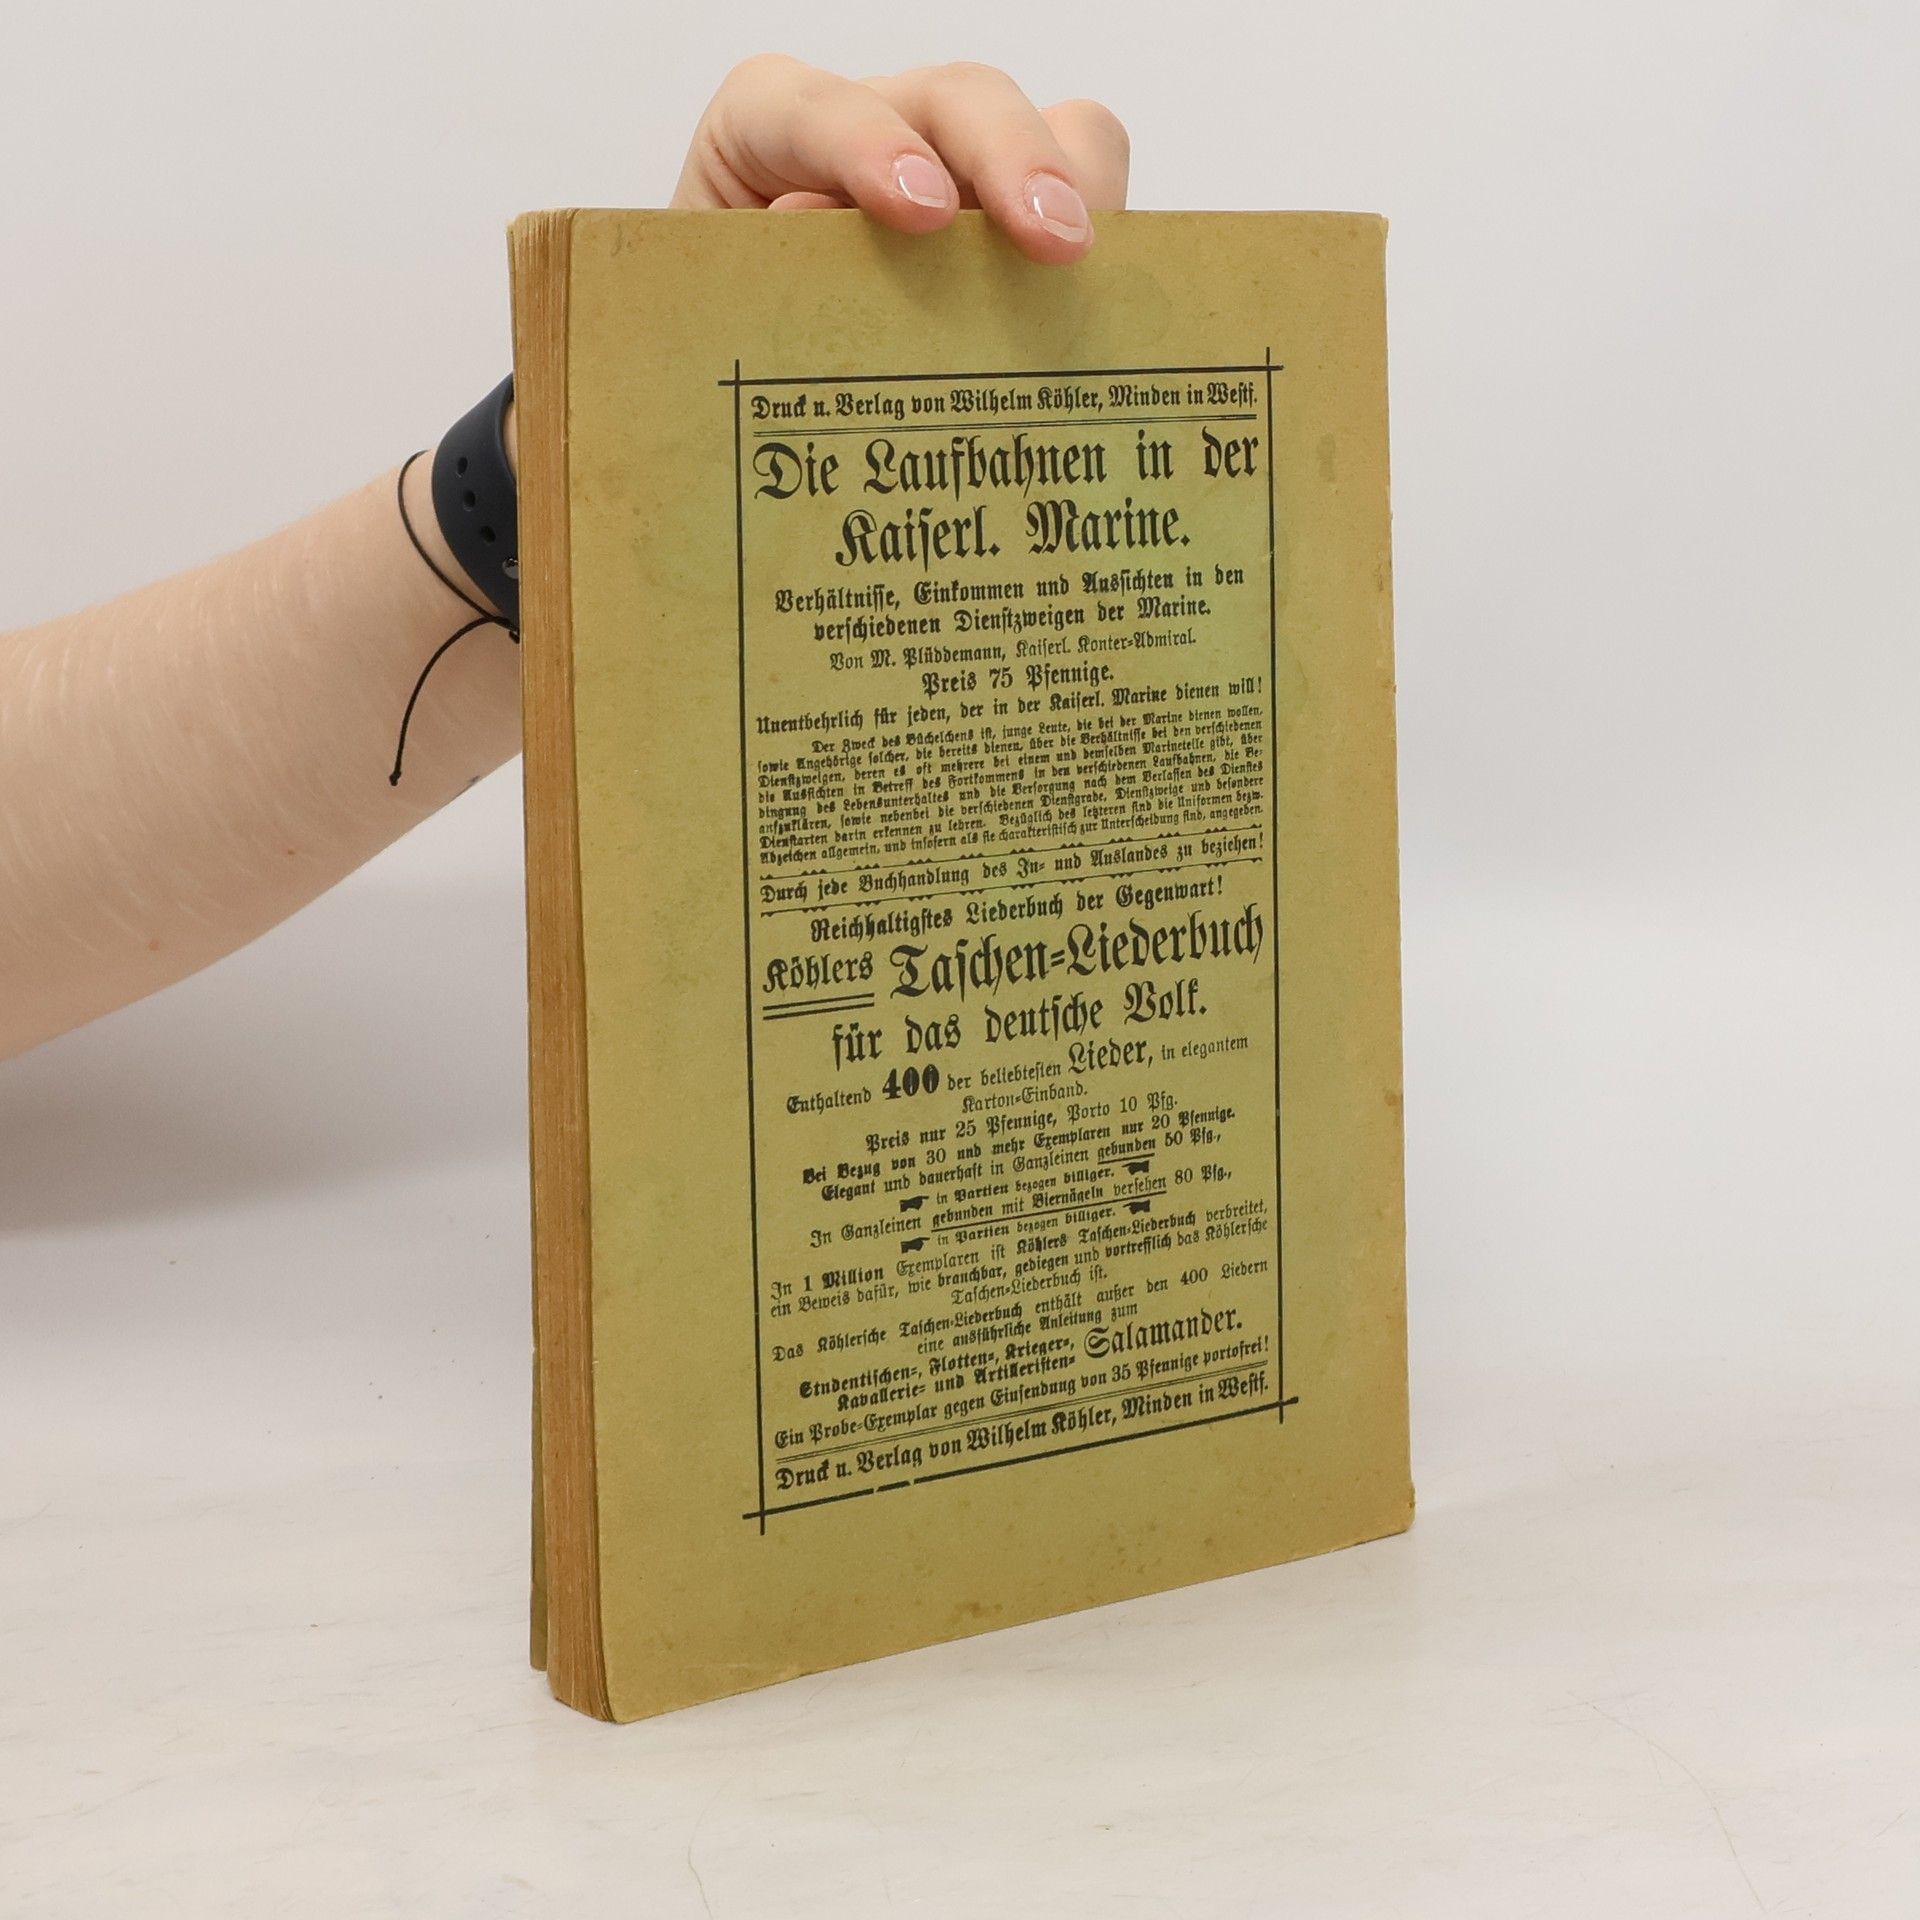 Druck u. Verlag von Wilhelm Köhler, Minden in Westf.
Die Laufbahnen in der
Kaiserl. Marine.
Verhältnisse, Einkommen und Aussichten in den
verschiedenen Dienstzweigen der Marine.
Von M. Plüddemann, Kaiserl. Konter-Admiral.
Preis 75 Pfennige.
Unentbehrlich für jeden, der in der Kaiserl. Marine dienen will!
Der Zweck des Büchelchens ist, junge Leute, die bei der Marine dienen wollen,
sowie Angehörige solcher, die bereits dienen, über die Verhältnisse bei den verschiedenen
Dienstzweigen, deren es oft mehrere bei einem und demselben Marineteile gibt, über
die Aussichten in Betreff des Fortkommens in den verschiedenen Laufbahnen, die Be-
dingung des Lebensunterhaltes und die Versorgung nach dem Verlassen des Dienstes
aufzuklären, sowie nebenbei die verschiedenen Dienstgrade, Dienstzweige und besondere
Dienstarten darin erkennen zu lehren. Bezüglich des letzteren sind die Uniformen bezw.
Abzeichen allgemein, und insofern als sie charakteristisch zur Unterscheidung sind, angegeben.
Durch jede Buchhandlung des In- und Auslandes zu beziehen!
Reichhaltigstes Liederbuch der Gegenwart!
Köhlers Taschen-Liederbuch
für das deutsche Volk.
Enthaltend 400 der beliebtesten Lieder, in elegantem
Karton-Einband.
Preis nur 25 Pfennige, Porto 10 Pfg.
Bei Bezug von 30 und mehr Exemplaren nur 20 Pfennige.
Elegant und dauerhaft in Ganzleinen gebunden 50 Pfg.,
in Partien bezogen billiger.
In Ganzleinen gebunden mit Biernägeln versehen 80 Pfg.,
in Partien bezogen billiger.
In 1 Million Exemplaren ist Köhlers Taschen-Liederbuch verbreitet,
ein Beweis dafür, wie brauchbar, gediegen und vortrefflich das Köhlersche
Taschen-Liederbuch ist.
Das Köhlersche Taschen-Liederbuch enthält außer den 400 Liedern
eine ausführliche Anleitung zum
Studentischen-, Flotten-, Krieger-,
Kavallerie- und Artilleristen- Salamander.
Ein Probe-Exemplar gegen Einsendung von 35 Pfennige portofrei!
Druck u. Verlag von Wilhelm Köhler, Minden in Westf.